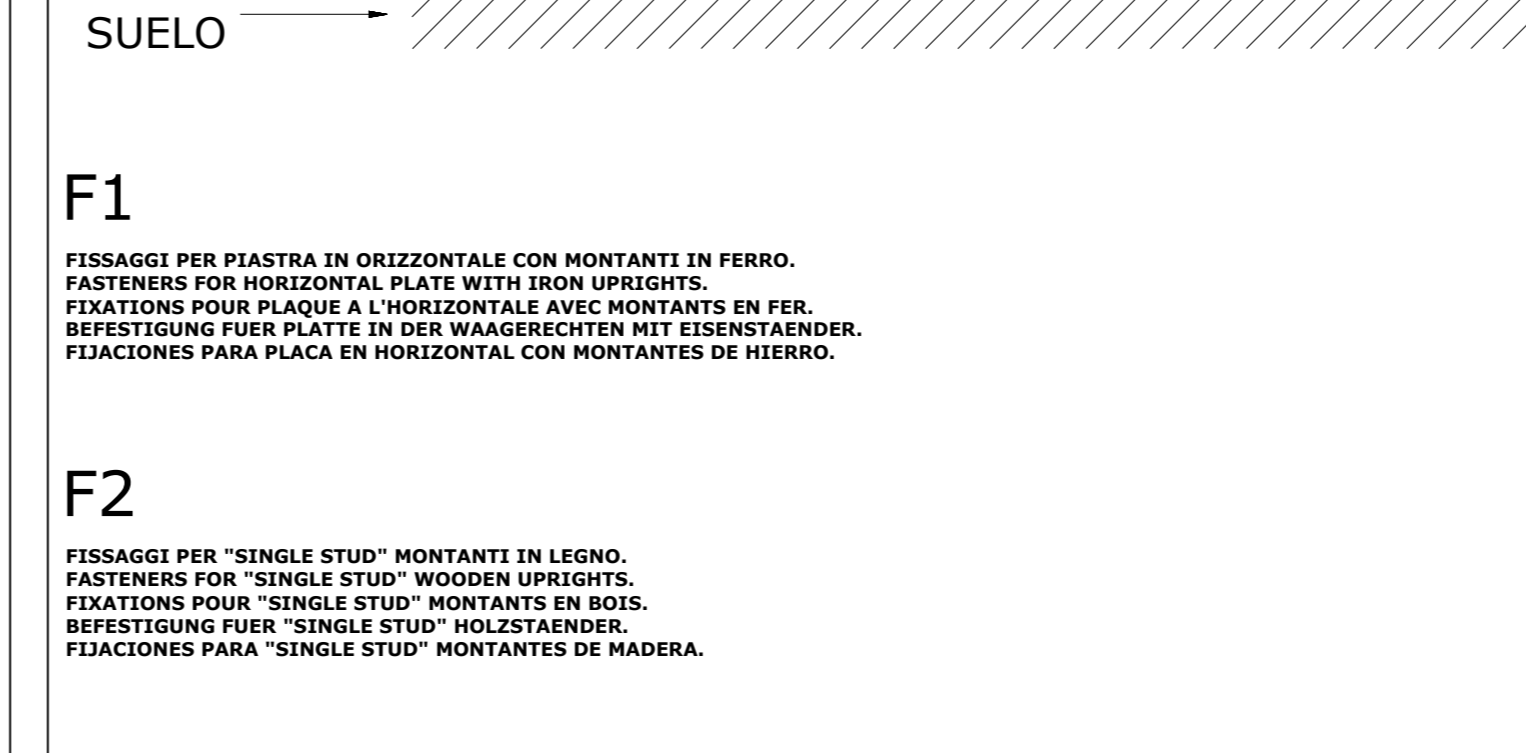 SUELO
F1
FISSAGGI PER PIASTRA IN ORIZZONTALE CON MONTANTI IN FERRO.
FASTENERS FOR HORIZONTAL PLATE WITH IRON UPRIGHTS.
FIXATIONS POUR PLAQUE A L'HORIZONTALE AVEC MONTANTS EN FER.
BEFESTIGUNG FUER PLATTE IN DER WAAGERECHTEN MIT EISENSTAENDER.
FIJACIONES PARA PLACA EN HORIZONTAL CON MONTANTES DE HIERRO.
F2
FISSAGGI PER "SINGLE STUD" MONTANTI IN LEGNO.
FASTENERS FOR "SINGLE STUD" WOODEN UPRIGHTS.
FIXATIONS POUR "SINGLE STUD" MONTANTS EN BOIS.
BEFESTIGUNG FUER "SINGLE STUD" HOLZSTAENDER.
FIJACIONES PARA "SINGLE STUD" MONTANTES DE MADERA.